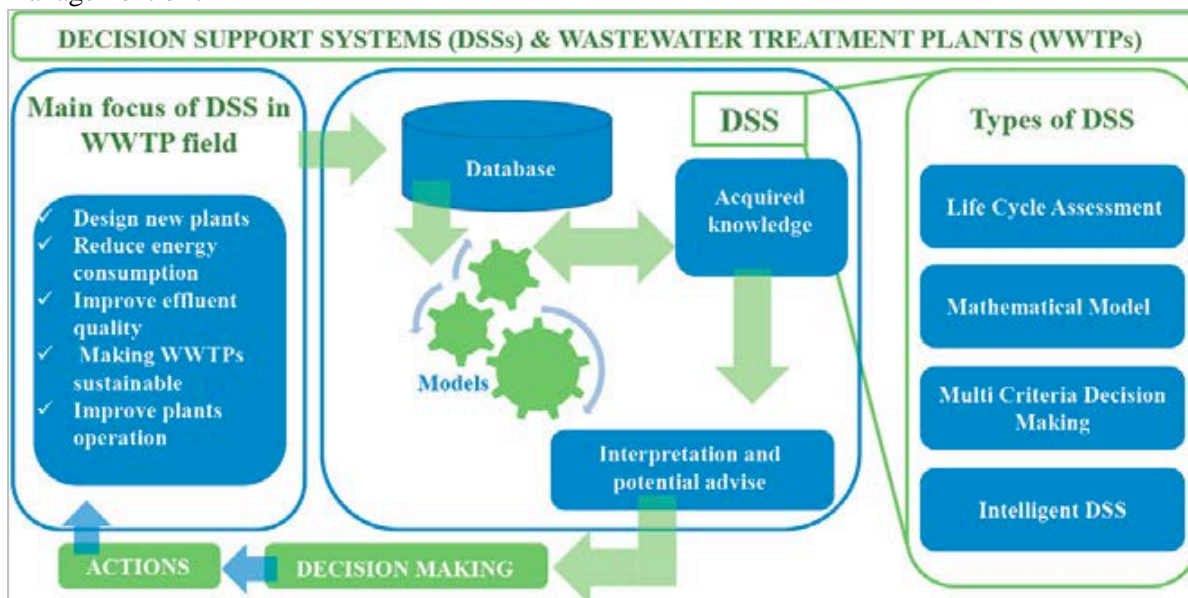 DECISION SUPPORT SYSTEMS (DSSs) & WASTEWATER TREATMENT PLANTS (WWTPs)
Main focus of DSS in
WWTP field
✓ Design new plants
✓ Reduce energy
consumption
✓ Improve effluent
quality
✓ Making WWTPs
sustainable
✓ Improve plants
operation
Database
Models
DSS
Acquired
knowledge
Interpretation and
potential advise
Types of DSS
Life Cycle Assessment
Mathematical Model
Multi Criteria Decision
Making
Intelligent DSS
ACTIONS
DECISION MAKING